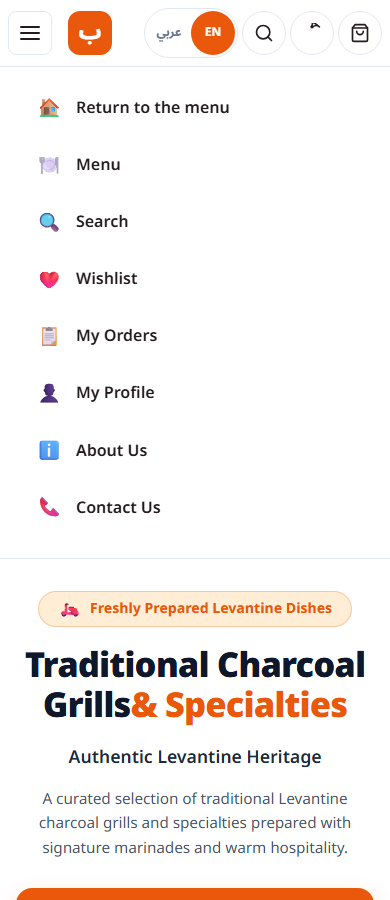 ب
عربي
EN
Return to the menu
Menu
Search
Wishlist
My Orders
My Profile
About Us
Contact Us
Freshly Prepared Levantine Dishes
Traditional Charcoal
Grills& Specialties
Authentic Levantine Heritage
A curated selection of traditional Levantine
charcoal grills and specialties prepared with
signature marinades and warm hospitality.